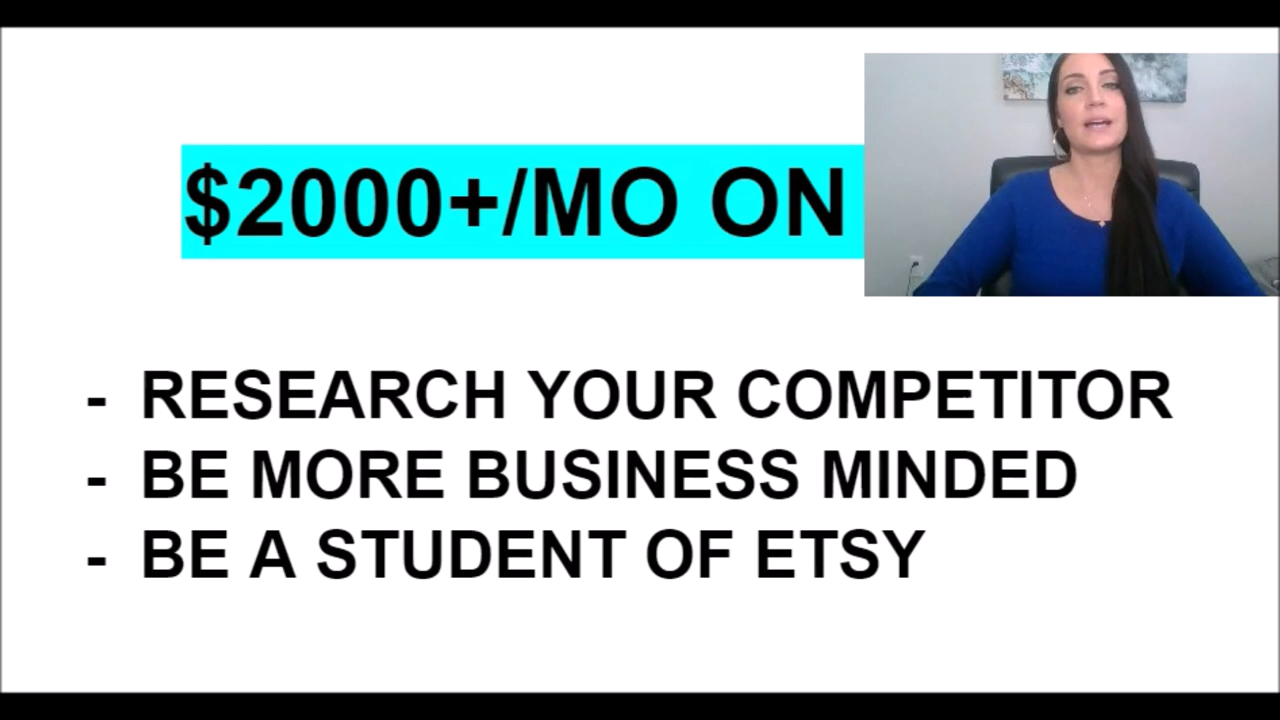 $2000+/MO ON
- RESEARCH YOUR COMPETITOR
- BE MORE BUSINESS MINDED
- BE A STUDENT OF ETSY